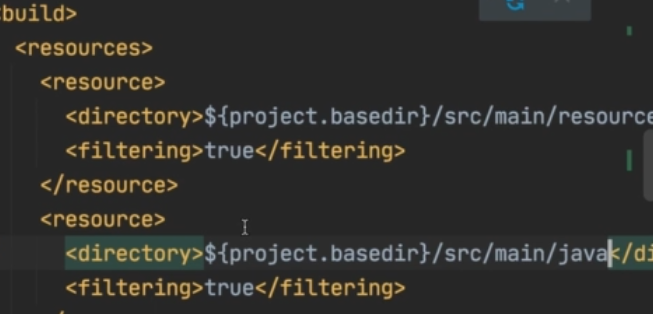 <build>
<resources>
<resource>
<directory>${project.basedir}/src/main/resource
<filtering>true</filtering>
</resource>
<resource>
<directory>${project.basedir}/src/main/java</di
<filtering>true</filtering>